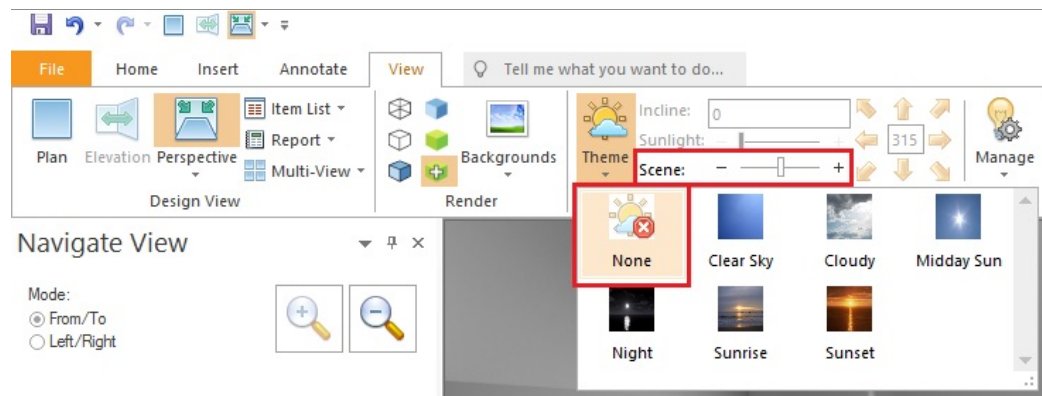 File Home Insert Annotate View Tell me what you want to do...
Plan
Elevation
Perspective
Item List
Report
Multi-View
Design View
Backgrounds
Render
Theme
Incline: 0
Sunlight: - +
Scene: - +
315
Manage
None Clear Sky Cloudy Midday Sun
Night Sunrise Sunset
Navigate View
Mode:
From/To
Left/Right